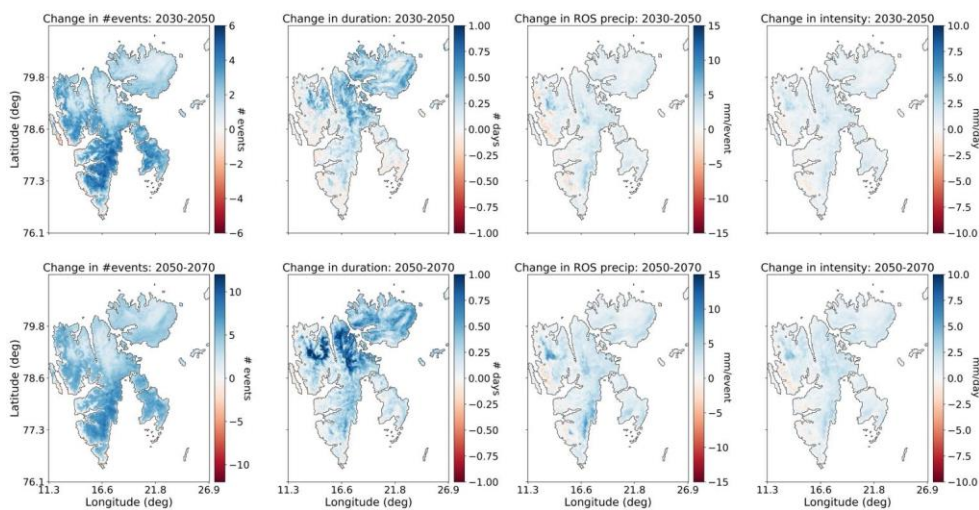 Change in #events: 2030-2050
Change in duration: 2030-2050
Change in ROS precip: 2030-2050
Change in intensity: 2030-2050
Latitude (deg)
79.8
78.6
77.3
76.1
6
4
2
0
−2
−4
−6
# events
1.00
0.75
0.50
0.25
0.00
−0.25
−0.50
−0.75
−1.00
# days
15
10
5
0
−5
−10
−15
mm/event
10.0
7.5
5.0
2.5
0.0
−2.5
−5.0
−7.5
−10.0
mm/day
Change in #events: 2050-2070
Change in duration: 2050-2070
Change in ROS precip: 2050-2070
Change in intensity: 2050-2070
Latitude (deg)
79.8
78.6
77.3
76.1
10
5
0
−5
−10
# events
1.00
0.75
0.50
0.25
0.00
−0.25
−0.50
−0.75
−1.00
# days
15
10
5
0
−5
−10
−15
mm/event
10.0
7.5
5.0
2.5
0.0
−2.5
−5.0
−7.5
−10.0
mm/day
11.3 16.6 21.8 26.9
11.3 16.6 21.8 26.9
11.3 16.6 21.8 26.9
11.3 16.6 21.8 26.9
Longitude (deg)
Longitude (deg)
Longitude (deg)
Longitude (deg)